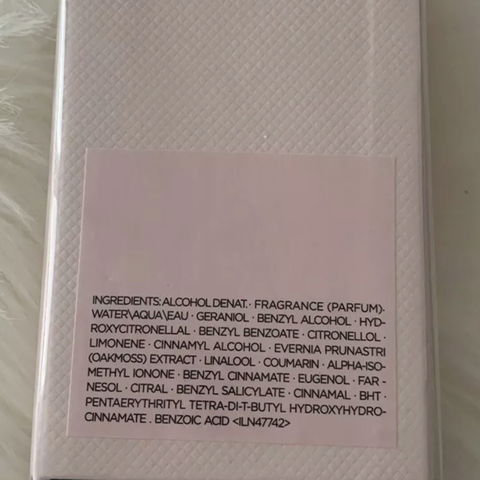 INGREDIENTS: ALCOHOL DENAT. · FRAGRANCE (PARFUM) ·
WATER\AQUA\EAU · GERANIOL · BENZYL ALCOHOL · HYD-
ROXYCITRONELLAL · BENZYL BENZOATE · CITRONELLOL ·
LIMONENE · CINNAMYL ALCOHOL · EVERNIA PRUNASTRI
(OAKMOSS) EXTRACT · LINALOOL · COUMARIN · ALPHA-ISO-
METHYL IONONE · BENZYL CINNAMATE · EUGENOL · FAR-
NESOL · CITRAL · BENZYL SALICYLATE · CINNAMAL · BHT ·
PENTAERYTHRITYL TETRA-DI-T-BUTYL HYDROXYHYDRO-
CINNAMATE . BENZOIC ACID <ILN47742>